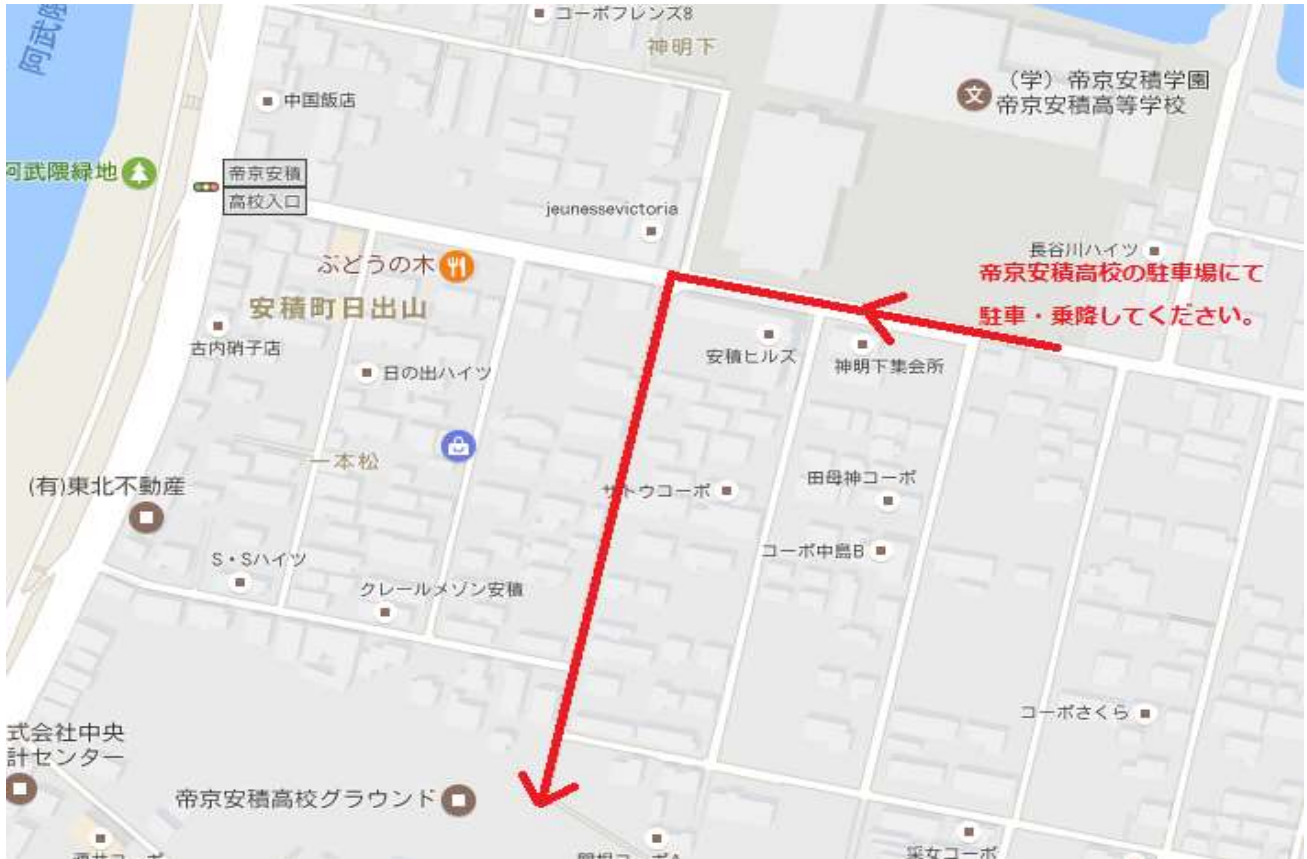 コーポフレンズ8
神明下
阿武隈
中国飯店
(学)帝京安積学園
帝京安積高等学校
文
阿武隈緑地
帝京安積
高校入口
jeunessevictoria
長谷川ハイツ
帝京安積高校の駐車場にて
駐車・乗降してください。
ぶどうの木
安積町日出山
古内硝子店
安積ヒルズ
神明下集会所
日の出ハイツ
一本松
(有)東北不動産
サトウコーポ
田母神コーポ
コーポ中島B
S・Sハイツ
クレールメゾン安積
コーポさくら
式会社中央
計センター
帝京安積高校グラウンド
采女コーポ